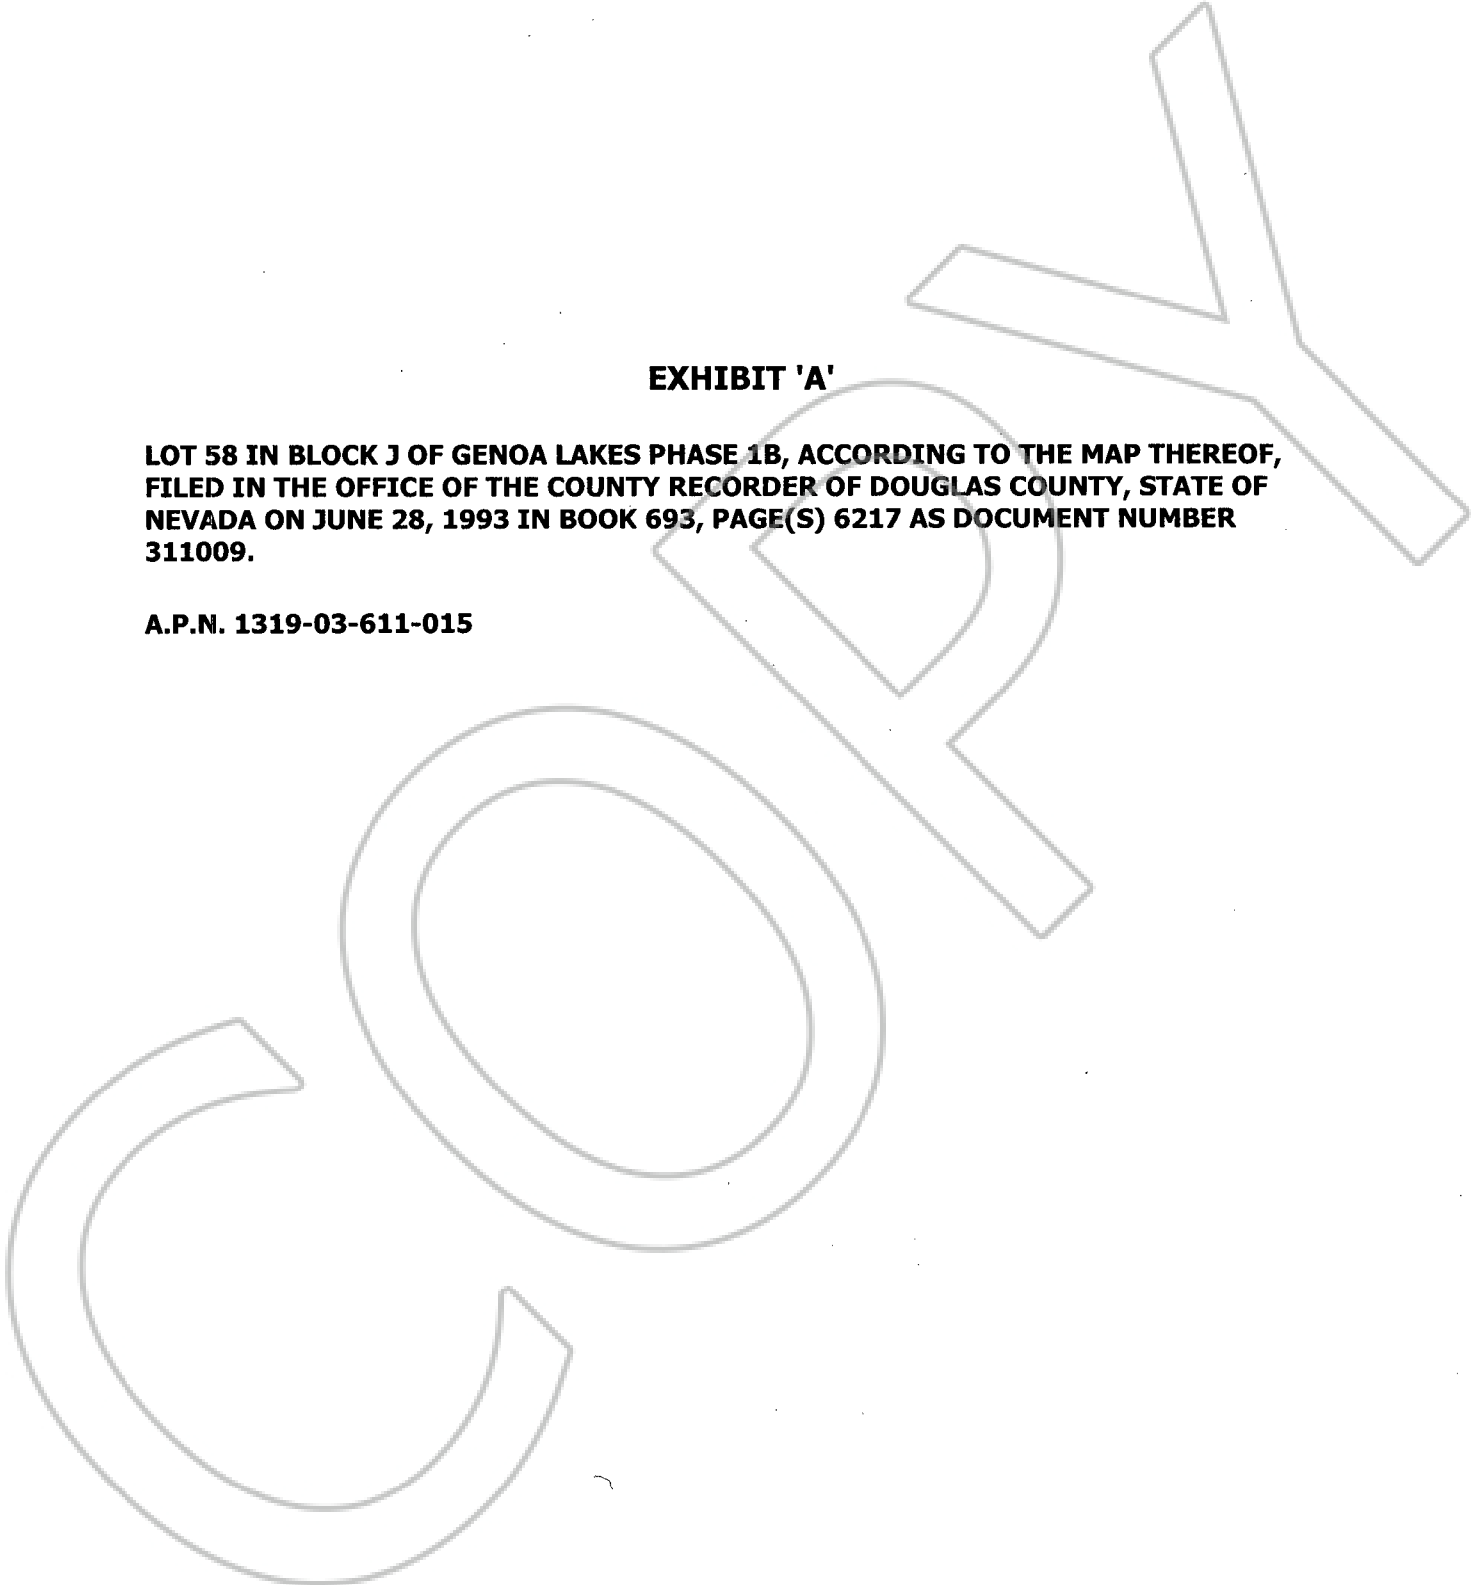 EXHIBIT 'A'
LOT 58 IN BLOCK J OF GENOA LAKES PHASE 1B, ACCORDING TO THE MAP THEREOF,
FILED IN THE OFFICE OF THE COUNTY RECORDER OF DOUGLAS COUNTY, STATE OF
NEVADA ON JUNE 28, 1993 IN BOOK 693, PAGE(S) 6217 AS DOCUMENT NUMBER
311009.
A.P.N. 1319-03-611-015
COPY